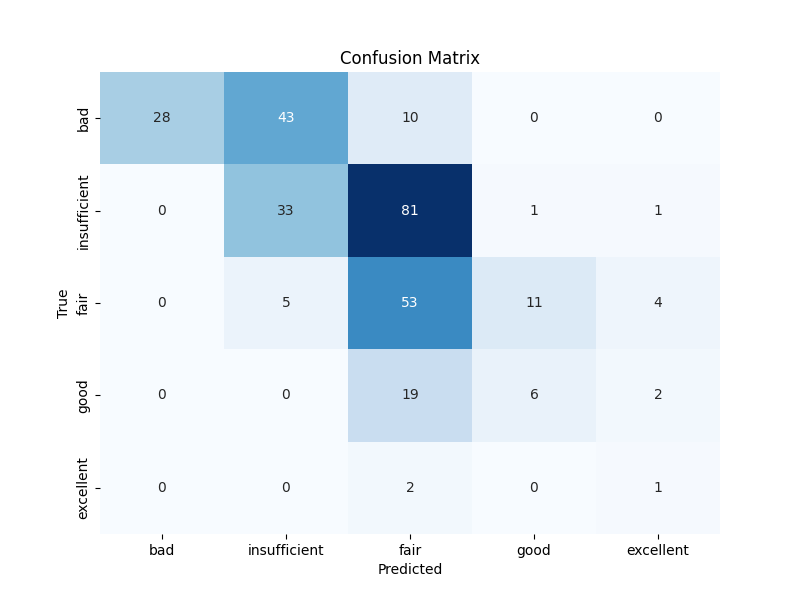 Confusion Matrix
bad 28 43 10 0 0
insufficient 0 33 81 1 1
True
fair 0 5 53 11 4
good 0 0 19 6 2
excellent 0 0 2 0 1
bad insufficient fair good excellent
Predicted